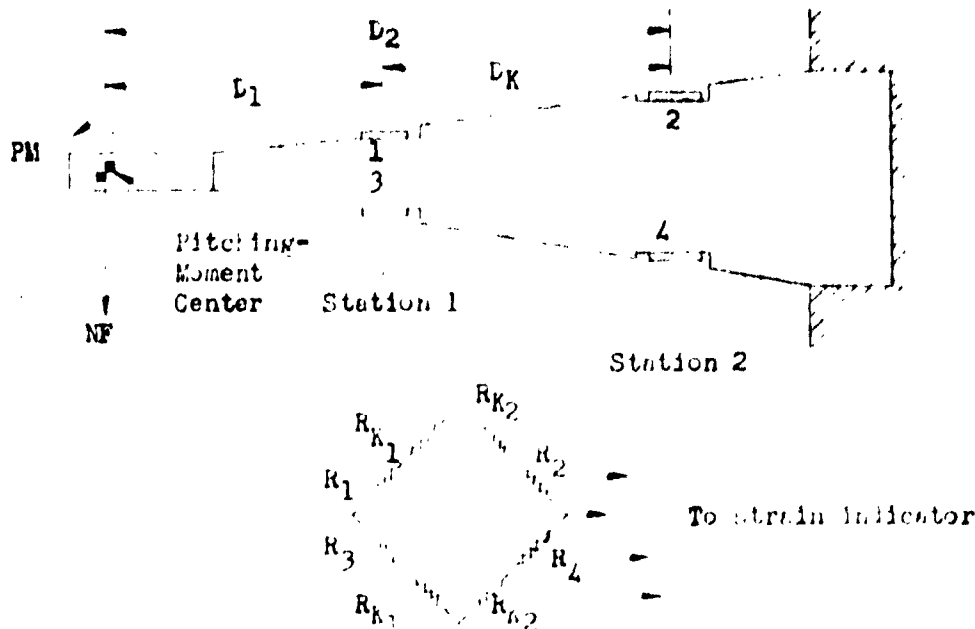 D2
D1
DK
2
PM
1
3
4
Pitching-
Moment
Center
Station 1
NF
Station 2
RK2
RK1
R2
R1
To strain indicator
R3
R4
RK1
RK2